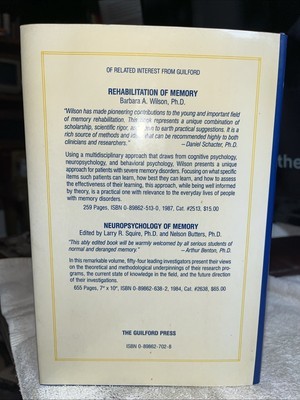 OF RELATED INTEREST FROM GUILFORD
REHABILITATION OF MEMORY
Barbara A. Wilson, Ph.D.
"Wilson has made pioneering contributions to the young and important field
of memory rehabilitation. This book represents a unique combination of
scholarship, scientific rigor, and down to earth practical suggestions. It is a
rich source of methods and ideas that can be recommended highly to both
clinicians and researchers."
– Daniel Schacter, Ph.D.
Using a multidisciplinary approach that draws from cognitive psychology,
neuropsychology, and behavioral psychology, Wilson presents a unique
approach for patients with severe memory disorders. Focusing on what specific
items such patients can learn, how best they can learn, and how to assess
the effectiveness of their learning, this approach, while being well informed
by theory, is a practical one with relevance to the everyday lives of people
with memory disorders.
259 Pages, ISBN 0-89862-513-0, 1987, Cat. #2513, $15.00
NEUROPSYCHOLOGY OF MEMORY
Edited by Larry R. Squire, Ph.D. and Nelson Butters, Ph.D.
"This ably edited book will be warmly welcomed by all serious students of
normal and deranged memory."
– Arthur Benton, Ph.D.
In this remarkable volume, fifty-four leading investigators present their views
on the theoretical and methodological underpinnings of their research pro-
grams, the current state of knowledge in the field, and the future direction
of their investigations.
655 Pages, 7" x 10", ISBN 0-89862-638-2, 1984, Cat. #2638, $65.00
THE GUILFORD PRESS
ISBN 0-89862-702-8
the